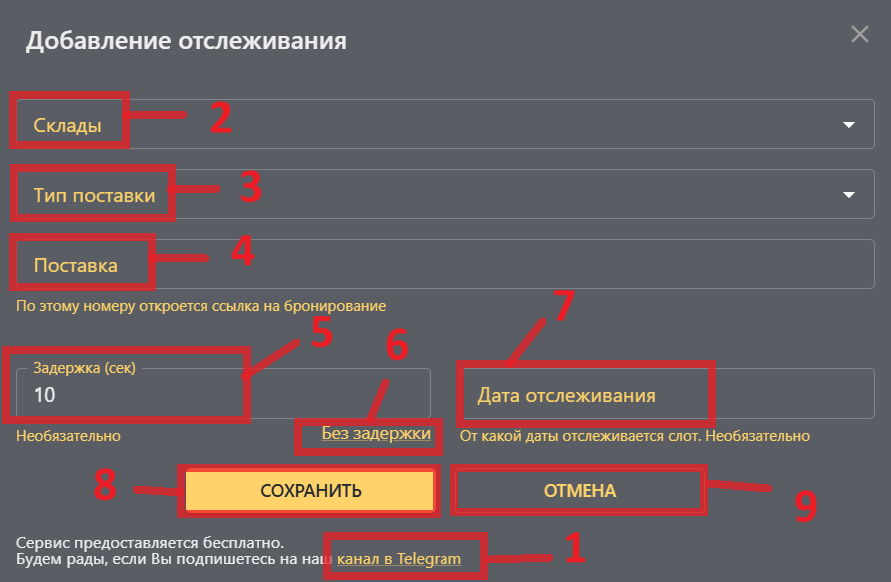 Добавление отслеживания
Склады 2
Тип поставки 3
Поставка 4
По этому номеру откроется ссылка на бронирование
7
5
6
Задержка (сек)
10
Дата отслеживания
Необязательно
Без задержки
От какой даты отслеживается слот. Необязательно
8 СОХРАНИТЬ
ОТМЕНА 9
Сервис предоставляется бесплатно.
Будем рады, если Вы подпишетесь на наш канал в Telegram 1